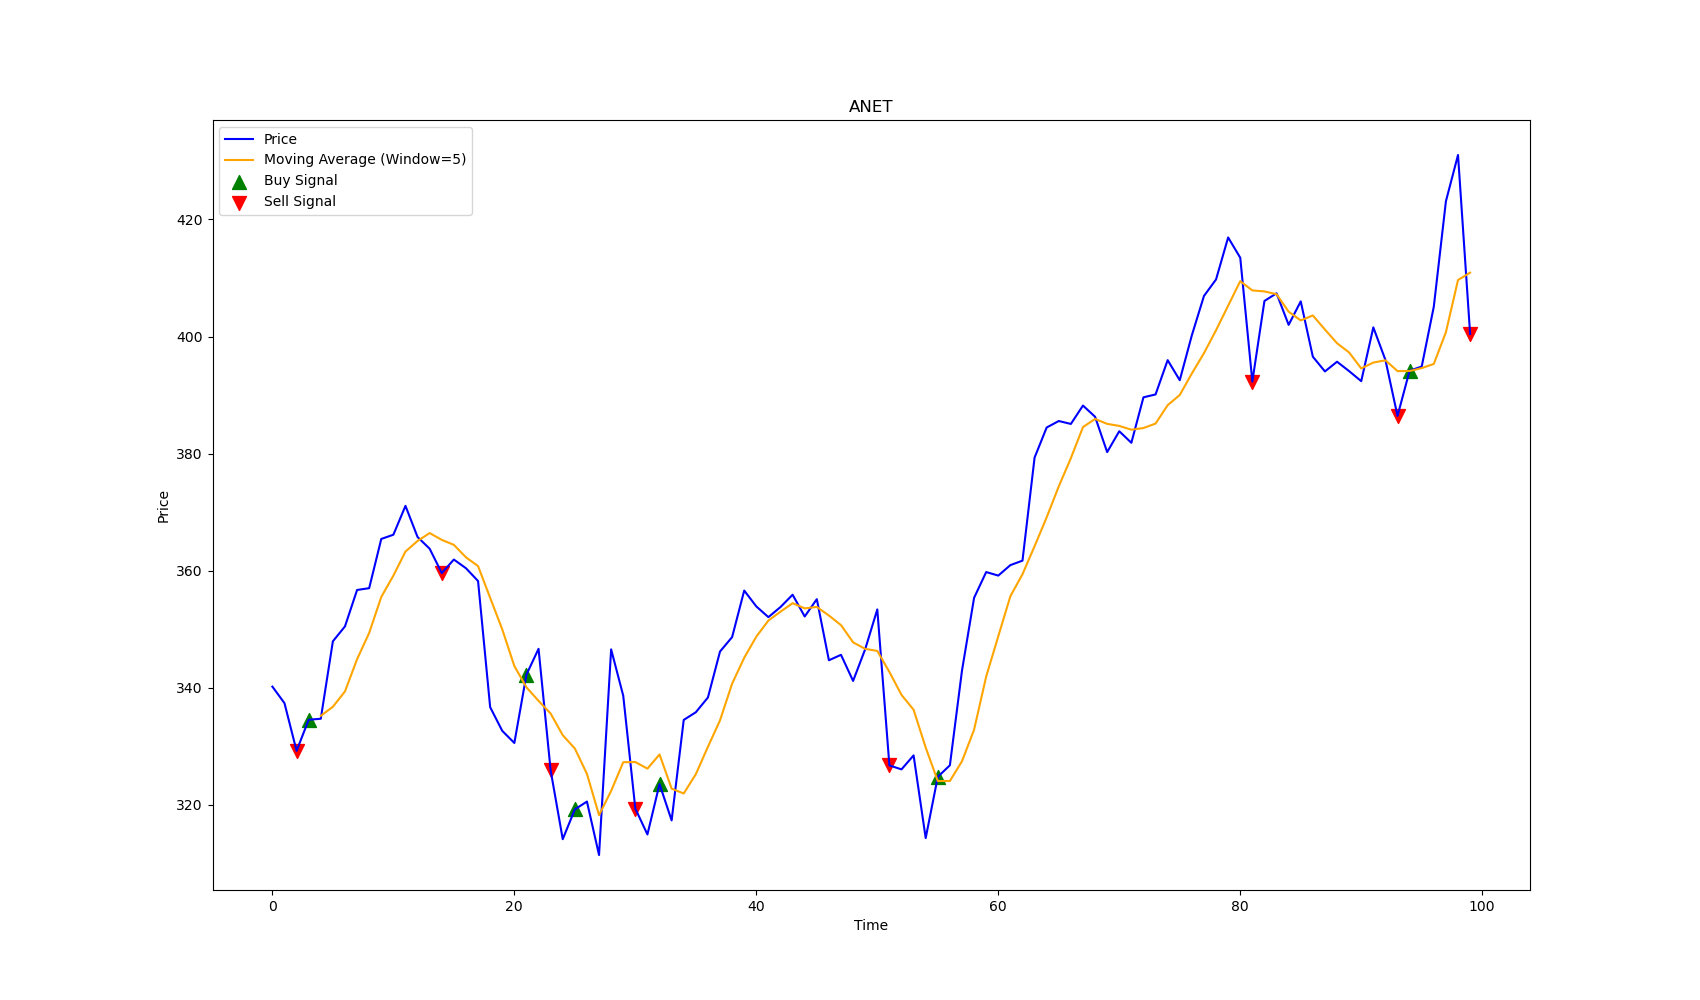 ANET
Price
Moving Average (Window=5)
Buy Signal
Sell Signal
420
400
380
360
340
320
Price
0 20 40 60 80 100
Time